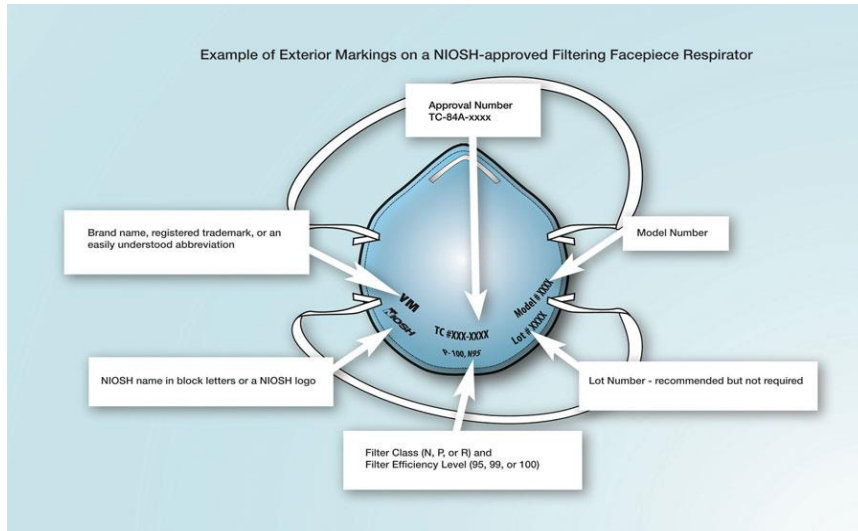 Example of Exterior Markings on a NIOSH-approved Filtering Facepiece Respirator
Approval Number
TC-84A-xxxx
Brand name, registered trademark, or an
easily understood abbreviation
Model Number
VM
NIOSH
TC #XXX-XXXX
P-100, N95
Model # XXXX
Lot # XXXX
NIOSH name in block letters or a NIOSH logo
Lot Number - recommended but not required
Filter Class (N, P, or R) and
Filter Efficiency Level (95, 99, or 100)